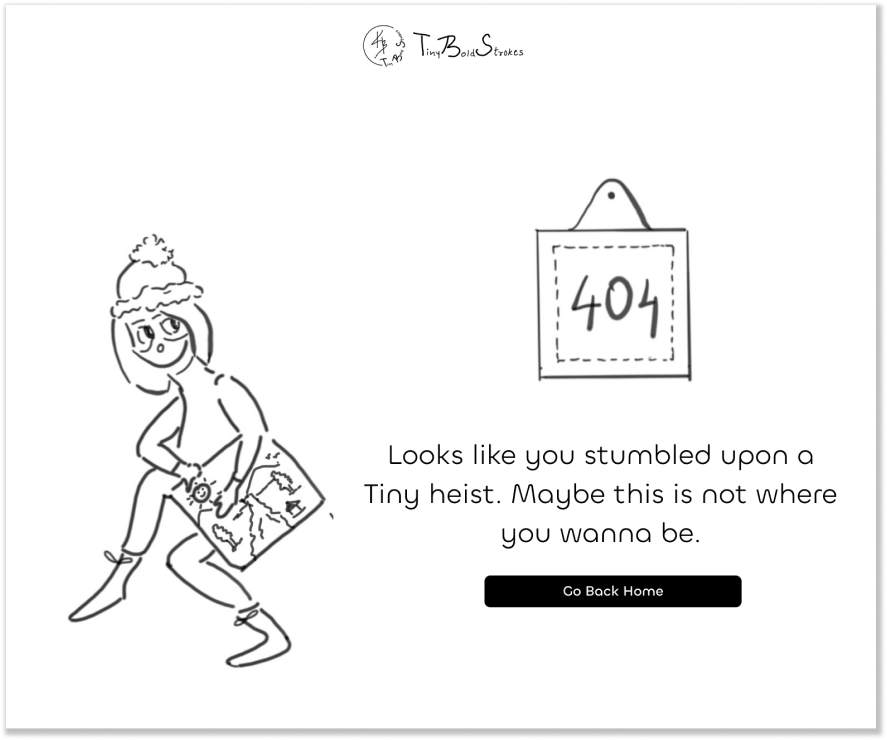 TinyBoldStrokes
404
Looks like you stumbled upon a
Tiny heist. Maybe this is not where
you wanna be.
Go Back Home